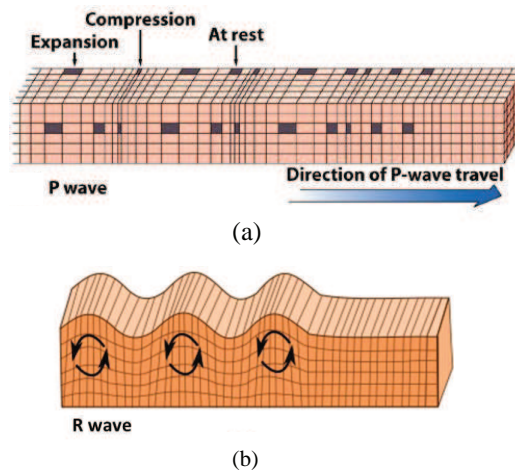 Compression
Expansion
At rest
P wave
Direction of P-wave travel
(a)
R wave
(b)